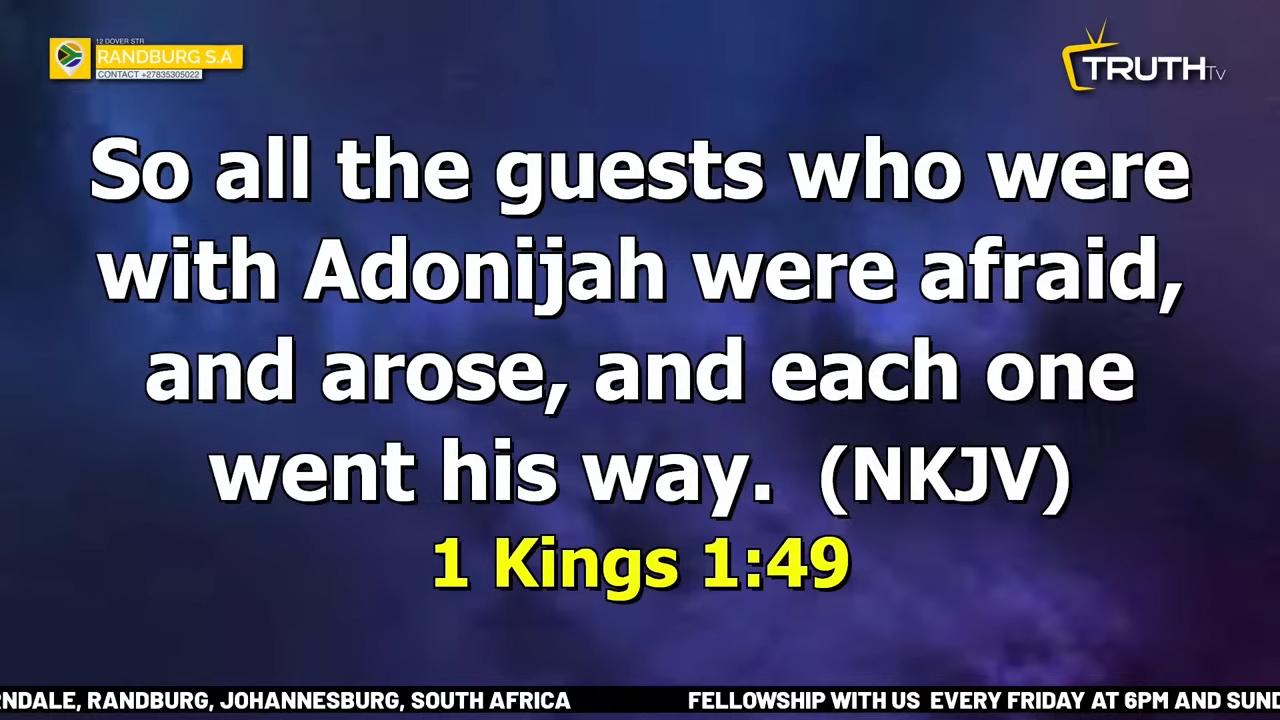 12 DOVER STR
RANDBURG S.A
CONTACT +27835305022
TRUTH TV
So all the guests who were
with Adonijah were afraid,
and arose, and each one
went his way. (NKJV)
1 Kings 1:49
RNDALE, RANDBURG, JOHANNESBURG, SOUTH AFRICA FELLOWSHIP WITH US EVERY FRIDAY AT 6PM AND SUND